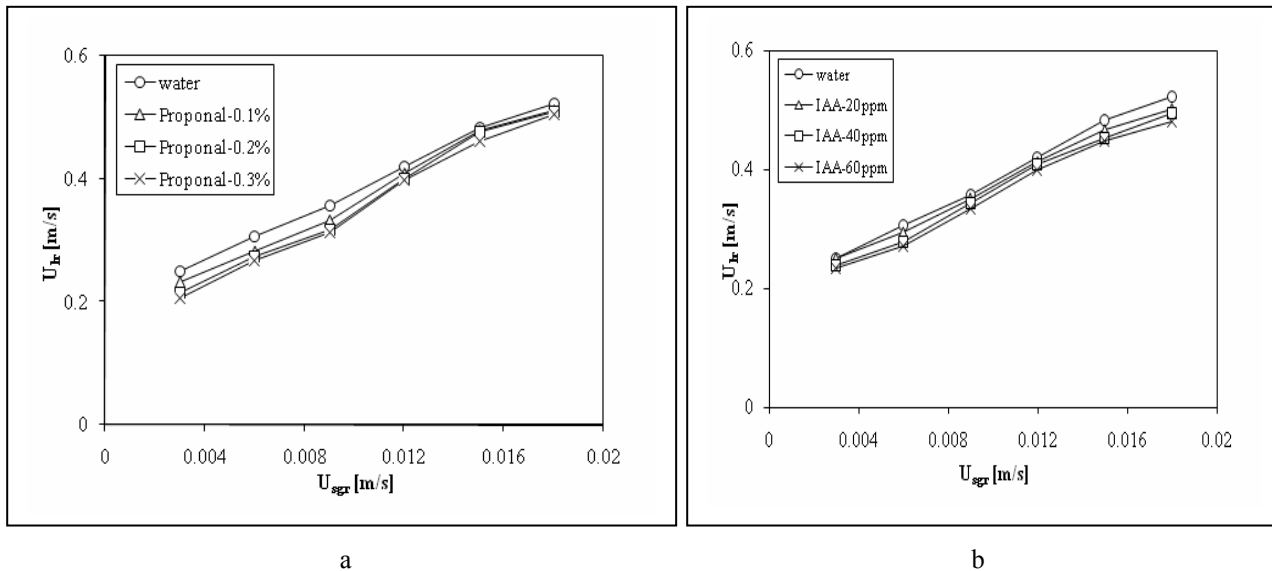 0.6
0.4
0.2
0
U_lr [m/s]
water
Proponal-0.1%
Proponal-0.2%
Proponal-0.3%
0 0.004 0.008 0.012 0.016 0.02
U_sgr [m/s]
a
0.6
0.4
0.2
0
U_lr [m/s]
water
IAA-20ppm
IAA-40ppm
IAA-60ppm
0 0.004 0.008 0.012 0.016 0.02
U_sgr [m/s]
b